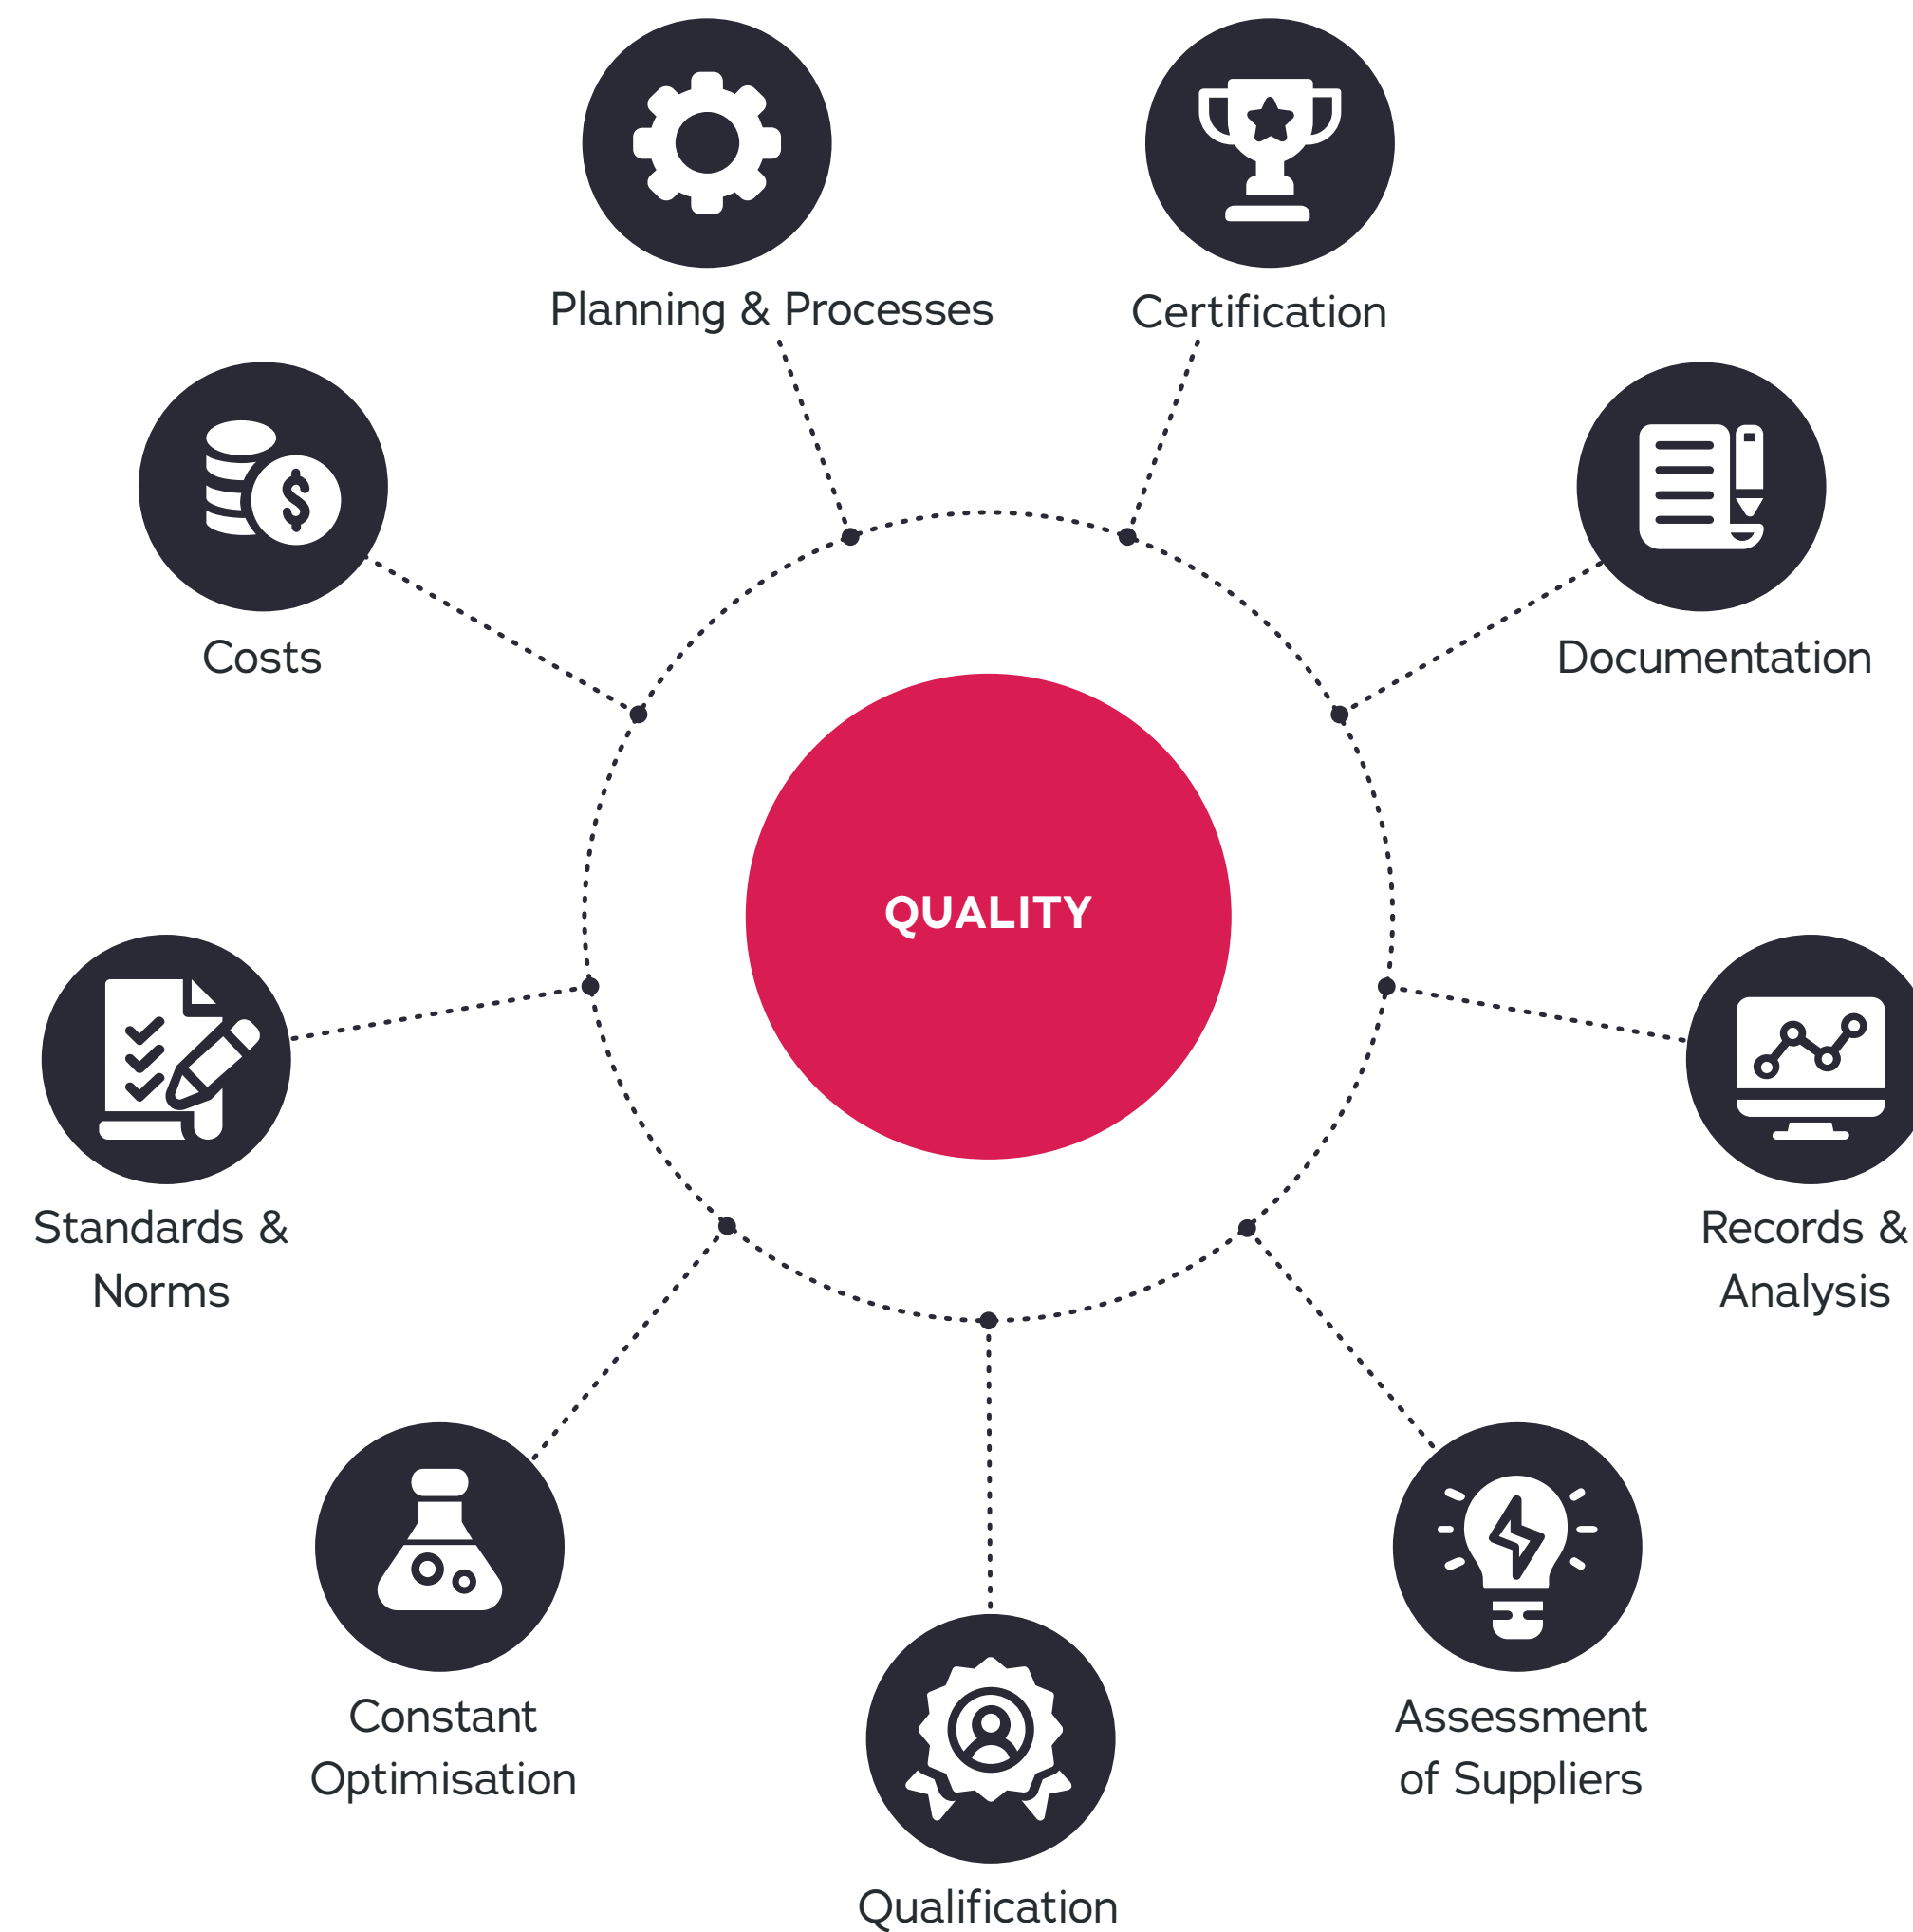 Planning & Processes
Certification
Costs
Documentation
QUALITY
Standards &
Norms
Records &
Analysis
Constant
Optimisation
Assessment
of Suppliers
Qualification